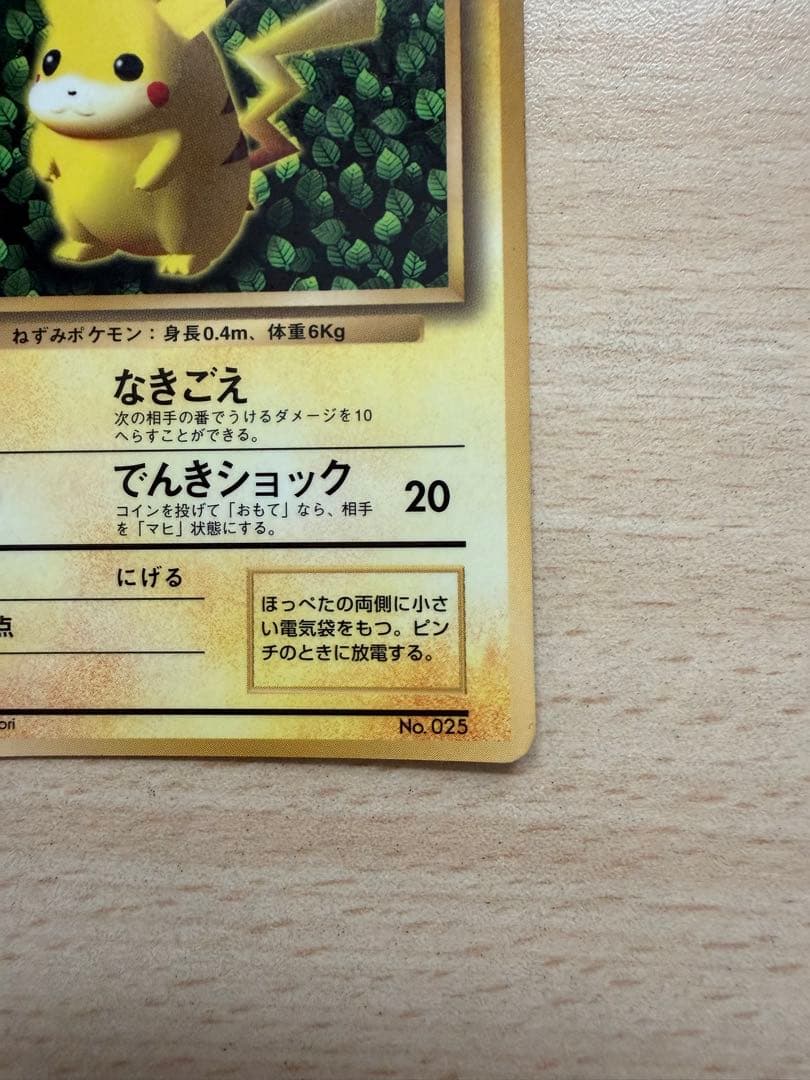 ねずみポケモン：身長0.4m、体重6Kg
なきごえ
次の相手の番でうけるダメージを10
へらすことができる。
でんきショック 20
コインを投げて「おもて」なら、相手
を「マヒ」状態にする。
にげる
点
ほっぺたの両側に小さ
い電気袋をもつ。ピン
チのときに放電する。
ori No. 025